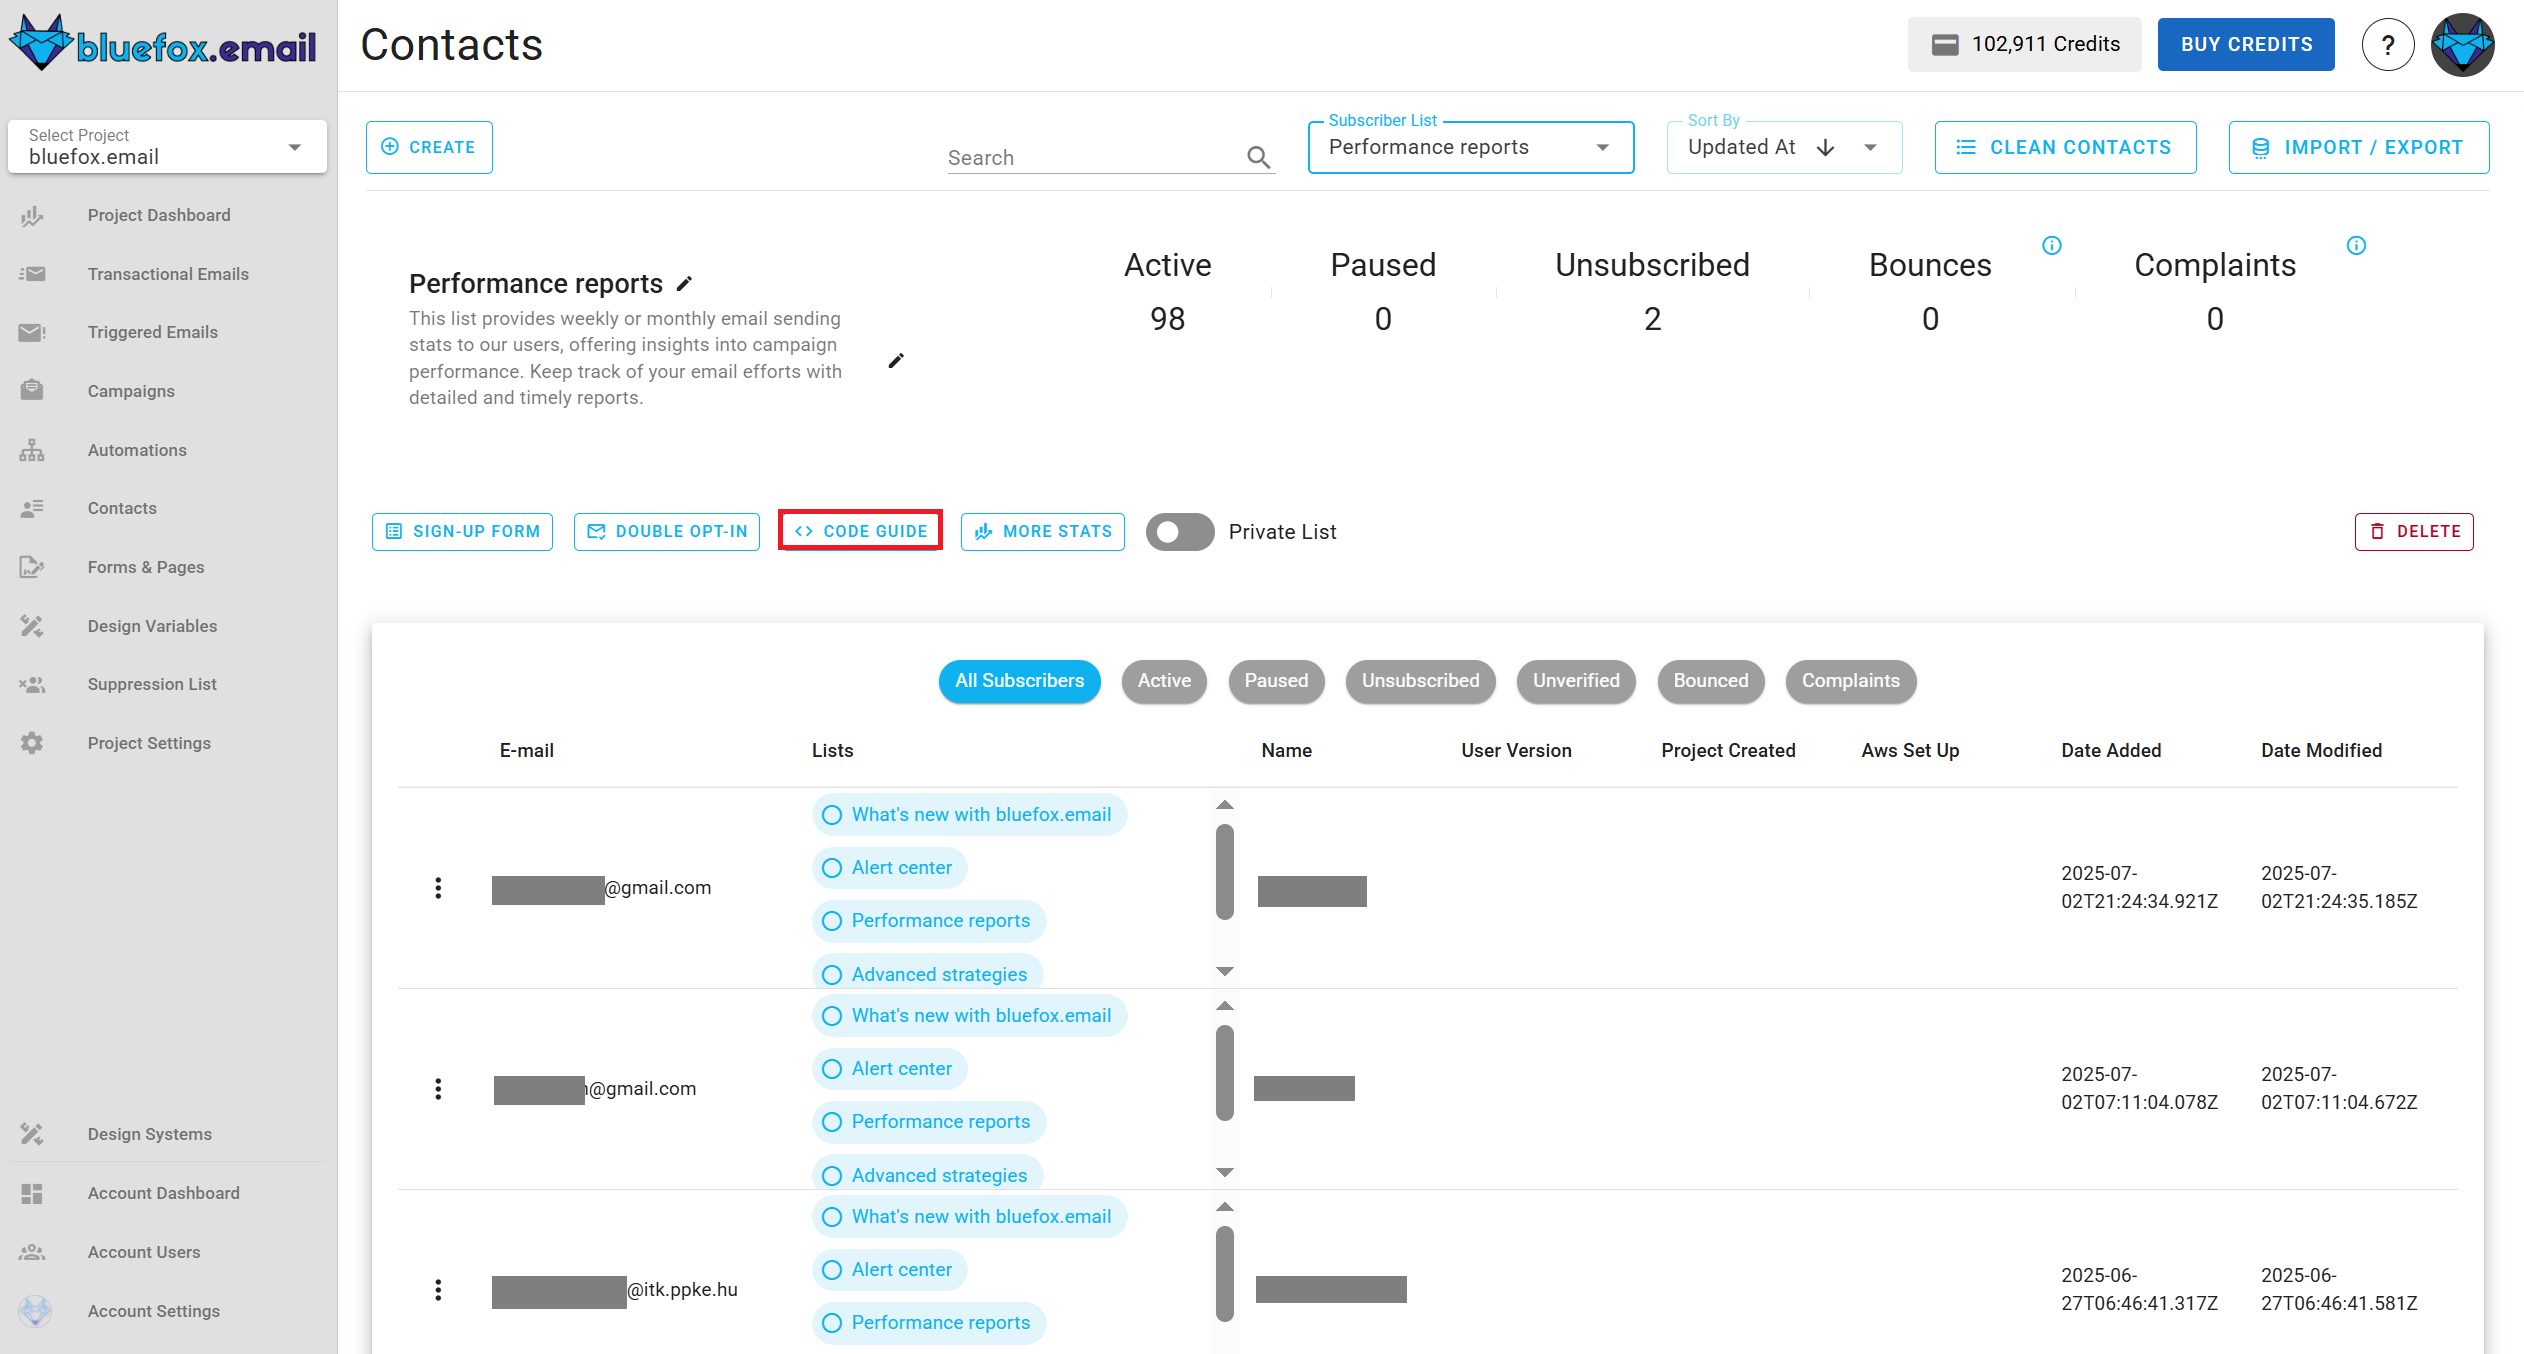 bluefox.email
Contacts
102,911 Credits
BUY CREDITS
?
Select Project
bluefox.email
CREATE
Search
Subscriber List
Performance reports
Sort By
Updated At
CLEAN CONTACTS
IMPORT / EXPORT
Project Dashboard
Transactional Emails
Triggered Emails
Campaigns
Automations
Contacts
Forms & Pages
Design Variables
Suppression List
Project Settings
Design Systems
Account Dashboard
Account Users
Account Settings
Performance reports
This list provides weekly or monthly email sending
stats to our users, offering insights into campaign
performance. Keep track of your email efforts with
detailed and timely reports.
Active
98
Paused
0
Unsubscribed
2
Bounces
0
Complaints
0
SIGN-UP FORM
DOUBLE OPT-IN
<> CODE GUIDE
MORE STATS
Private List
DELETE
All Subscribers
Active
Paused
Unsubscribed
Unverified
Bounced
Complaints
E-mail
Lists
Name
User Version
Project Created
Aws Set Up
Date Added
Date Modified
@gmail.com
What's new with bluefox.email
Alert center
Performance reports
Advanced strategies
2025-07-
02T21:24:34.921Z
2025-07-
02T21:24:35.185Z
@gmail.com
What's new with bluefox.email
Alert center
Performance reports
Advanced strategies
2025-07-
02T07:11:04.078Z
2025-07-
02T07:11:04.672Z
@itk.ppke.hu
What's new with bluefox.email
Alert center
Performance reports
2025-06-
27T06:46:41.317Z
2025-06-
27T06:46:41.581Z